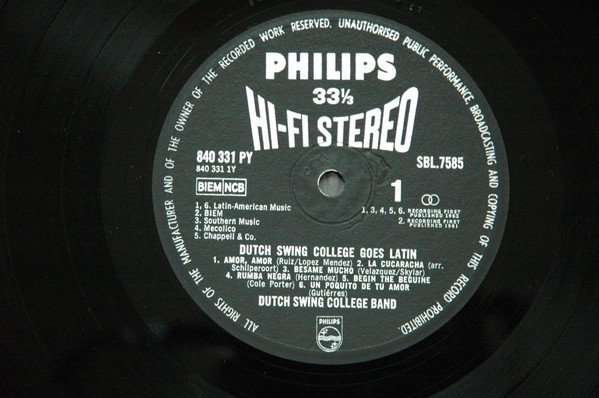 ALL RIGHTS OF THE MANUFACTURER AND OF THE OWNER OF THE RECORDED WORK RESERVED. UNAUTHORISED PUBLIC PERFORMANCE, BROADCASTING AND COPYING OF THIS RECORD PROHIBITED.
PHILIPS
33⅓
HI-FI STEREO
840 331 PY
SBL.7585
840 331 1Y
BIEM NCB
1
1, 6. Latin-American Music
2. BIEM
3. Southern Music
4. Mecolico
5. Chappell & Co.
1, 3, 4, 5, 6. RECORDING FIRST PUBLISHED 1962
2. RECORDING FIRST PUBLISHED 1961
DUTCH SWING COLLEGE GOES LATIN
1. AMOR, AMOR (Ruiz/Lopez Mendez) 2. LA CUCARACHA (arr.
Schilperoort) 3. BESAME MUCHO (Velazquez/Skylar)
4. RUMBA NEGRA (Hernandez) 5. BEGIN THE BEGUINE
(Cole Porter) 6. UN POQUITO DE TU AMOR
(Gutiérres)
DUTCH SWING COLLEGE BAND
PHILIPS